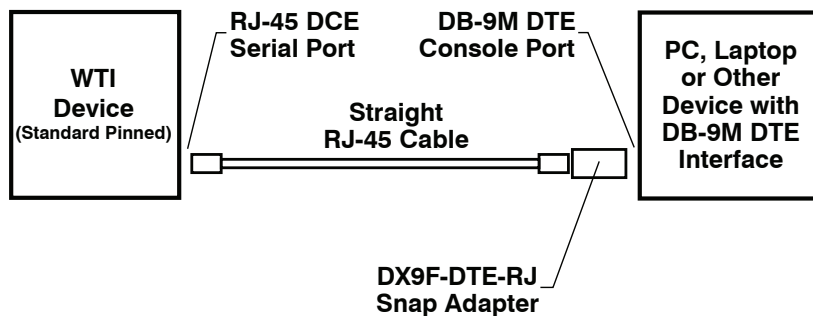 RJ-45 DCE
Serial Port
DB-9M DTE
Console Port
WTI
Device
(Standard Pinned)
Straight
RJ-45 Cable
PC, Laptop
or Other
Device with
DB-9M DTE
Interface
DX9F-DTE-RJ
Snap Adapter